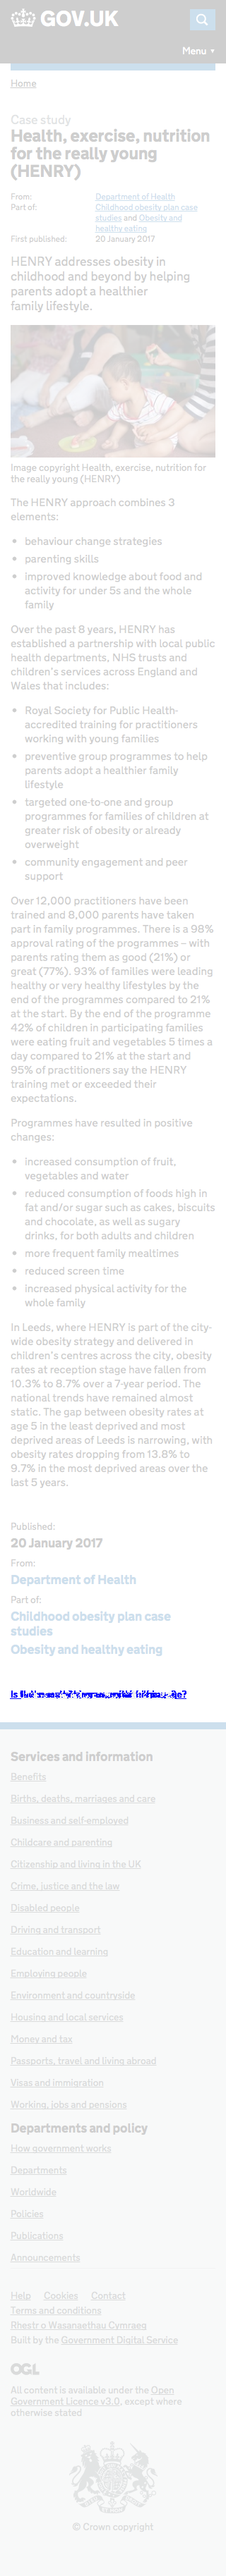 GOV.UK
Menu ▼
Home
Case study
Health, exercise, nutrition
for the really young
(HENRY)
From: Department of Health
Part of: Childhood obesity plan case
studies and Obesity and
healthy eating
First published: 20 January 2017
HENRY addresses obesity in
childhood and beyond by helping
parents adopt a healthier
family lifestyle.
Image copyright Health, exercise, nutrition for
the really young (HENRY)
The HENRY approach combines 3
elements:
• behaviour change strategies
• parenting skills
• improved knowledge about food and
activity for under 5s and the whole
family
Over the past 8 years, HENRY has
established a partnership with local public
health departments, NHS trusts and
children's services across England and
Wales that includes:
• Royal Society for Public Health-
accredited training for practitioners
working with young families
• preventive group programmes to help
parents adopt a healthier family
lifestyle
• targeted one-to-one and group
programmes for families of children at
greater risk of obesity or already
overweight
• community engagement and peer
support
Over 12,000 practitioners have been
trained and 8,000 parents have taken
part in family programmes. There is a 98%
approval rating of the programmes – with
parents rating them as good (21%) or
great (77%). 93% of families were leading
healthy or very healthy lifestyles by the
end of the programmes compared to 21%
at the start. By the end of the programme
42% of children in participating families
were eating fruit and vegetables 5 times a
day compared to 21% at the start and
95% of practitioners say the HENRY
training met or exceeded their
expectations.
Programmes have resulted in positive
changes:
• increased consumption of fruit,
vegetables and water
• reduced consumption of foods high in
fat and/or sugar such as cakes, biscuits
and chocolate, as well as sugary
drinks, for both adults and children
• more frequent family mealtimes
• reduced screen time
• increased physical activity for the
whole family
In Leeds, where HENRY is part of the city-
wide obesity strategy and delivered in
children's centres across the city, obesity
rates at reception stage have fallen from
10.3% to 8.7% over a 7-year period. The
national trends have remained almost
static. The gap between obesity rates at
age 5 in the least deprived and most
deprived areas of Leeds is narrowing, with
obesity rates dropping from 13.8% to
9.7% in the most deprived areas over the
last 5 years.
Published:
20 January 2017
From:
Department of Health
Part of:
Childhood obesity plan case
studies
Obesity and healthy eating
Services and information
Benefits
Births, deaths, marriages and care
Business and self-employed
Childcare and parenting
Citizenship and living in the UK
Crime, justice and the law
Disabled people
Driving and transport
Education and learning
Employing people
Environment and countryside
Housing and local services
Money and tax
Passports, travel and living abroad
Visas and immigration
Working, jobs and pensions
Departments and policy
How government works
Departments
Worldwide
Policies
Publications
Announcements
Help Cookies Contact
Terms and conditions
Rhestr o Wasanaethau Cymraeg
Built by the Government Digital Service
OGL
All content is available under the Open
Government Licence v3.0, except where
otherwise stated
© Crown copyright